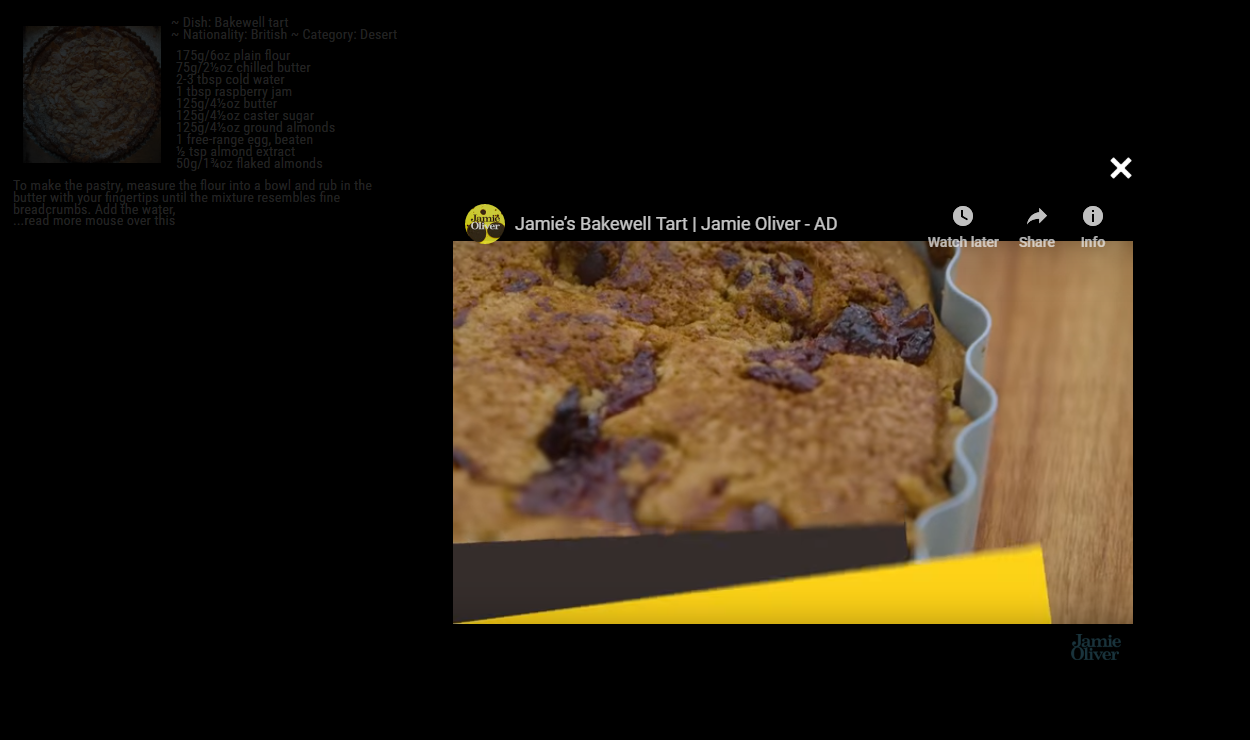 ~ Dish: Bakewell tart
~ Nationality: British ~ Category: Desert
175g/6oz plain flour
75g/2½oz chilled butter
2-3 tbsp cold water
1 tbsp raspberry jam
125g/4½oz butter
125g/4½oz caster sugar
125g/4½oz ground almonds
1 free-range egg, beaten
½ tsp almond extract
50g/1¾oz flaked almonds
To make the pastry, measure the flour into a bowl and rub in the
butter with your fingertips until the mixture resembles fine
breadcrumbs. Add the water,
...read more mouse over this
Jamie Oliver
Jamie's Bakewell Tart | Jamie Oliver - AD
Watch later Share Info
Jamie
Oliver